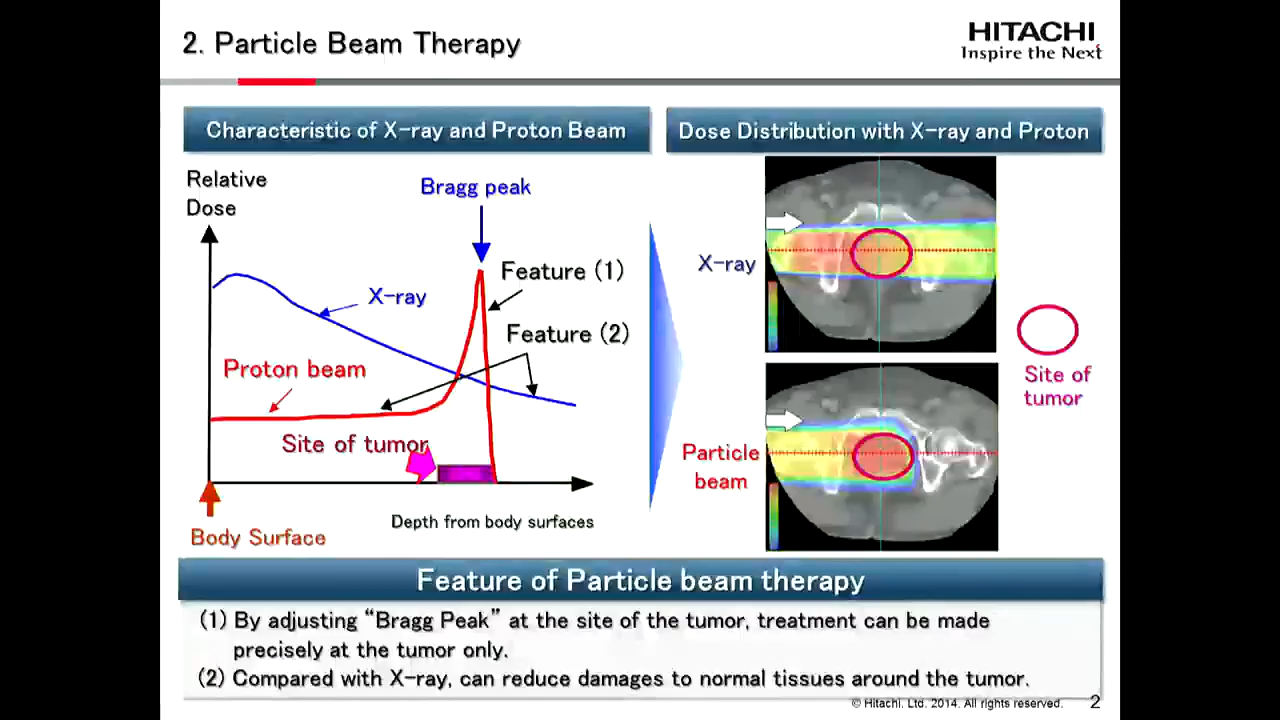 2. Particle Beam Therapy
HITACHI
Inspire the Next
Characteristic of X-ray and Proton Beam
Dose Distribution with X-ray and Proton
Relative
Dose
Bragg peak
Feature (1)
X-ray
Feature (2)
Proton beam
Site of tumor
Depth from body surfaces
Body Surface
X-ray
Site of
tumor
Particle
beam
Feature of Particle beam therapy
(1) By adjusting “Bragg Peak” at the site of the tumor, treatment can be made
precisely at the tumor only.
(2) Compared with X-ray, can reduce damages to normal tissues around the tumor.
© Hitachi. Ltd. 2014. All rights reserved.
2